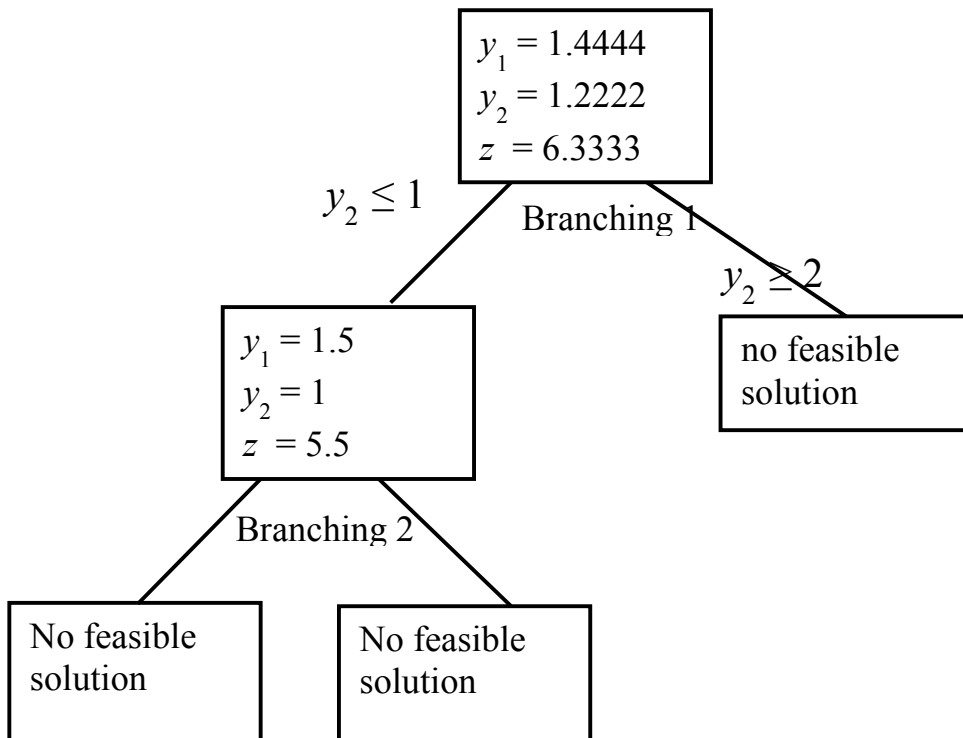 y₁ = 1.4444
y₂ = 1.2222
z = 6.3333
y₂ ≤ 1
Branching 1
y₂ ≥ 2
y₁ = 1.5
y₂ = 1
z = 5.5
no feasible
solution
Branching 2
No feasible
solution
No feasible
solution